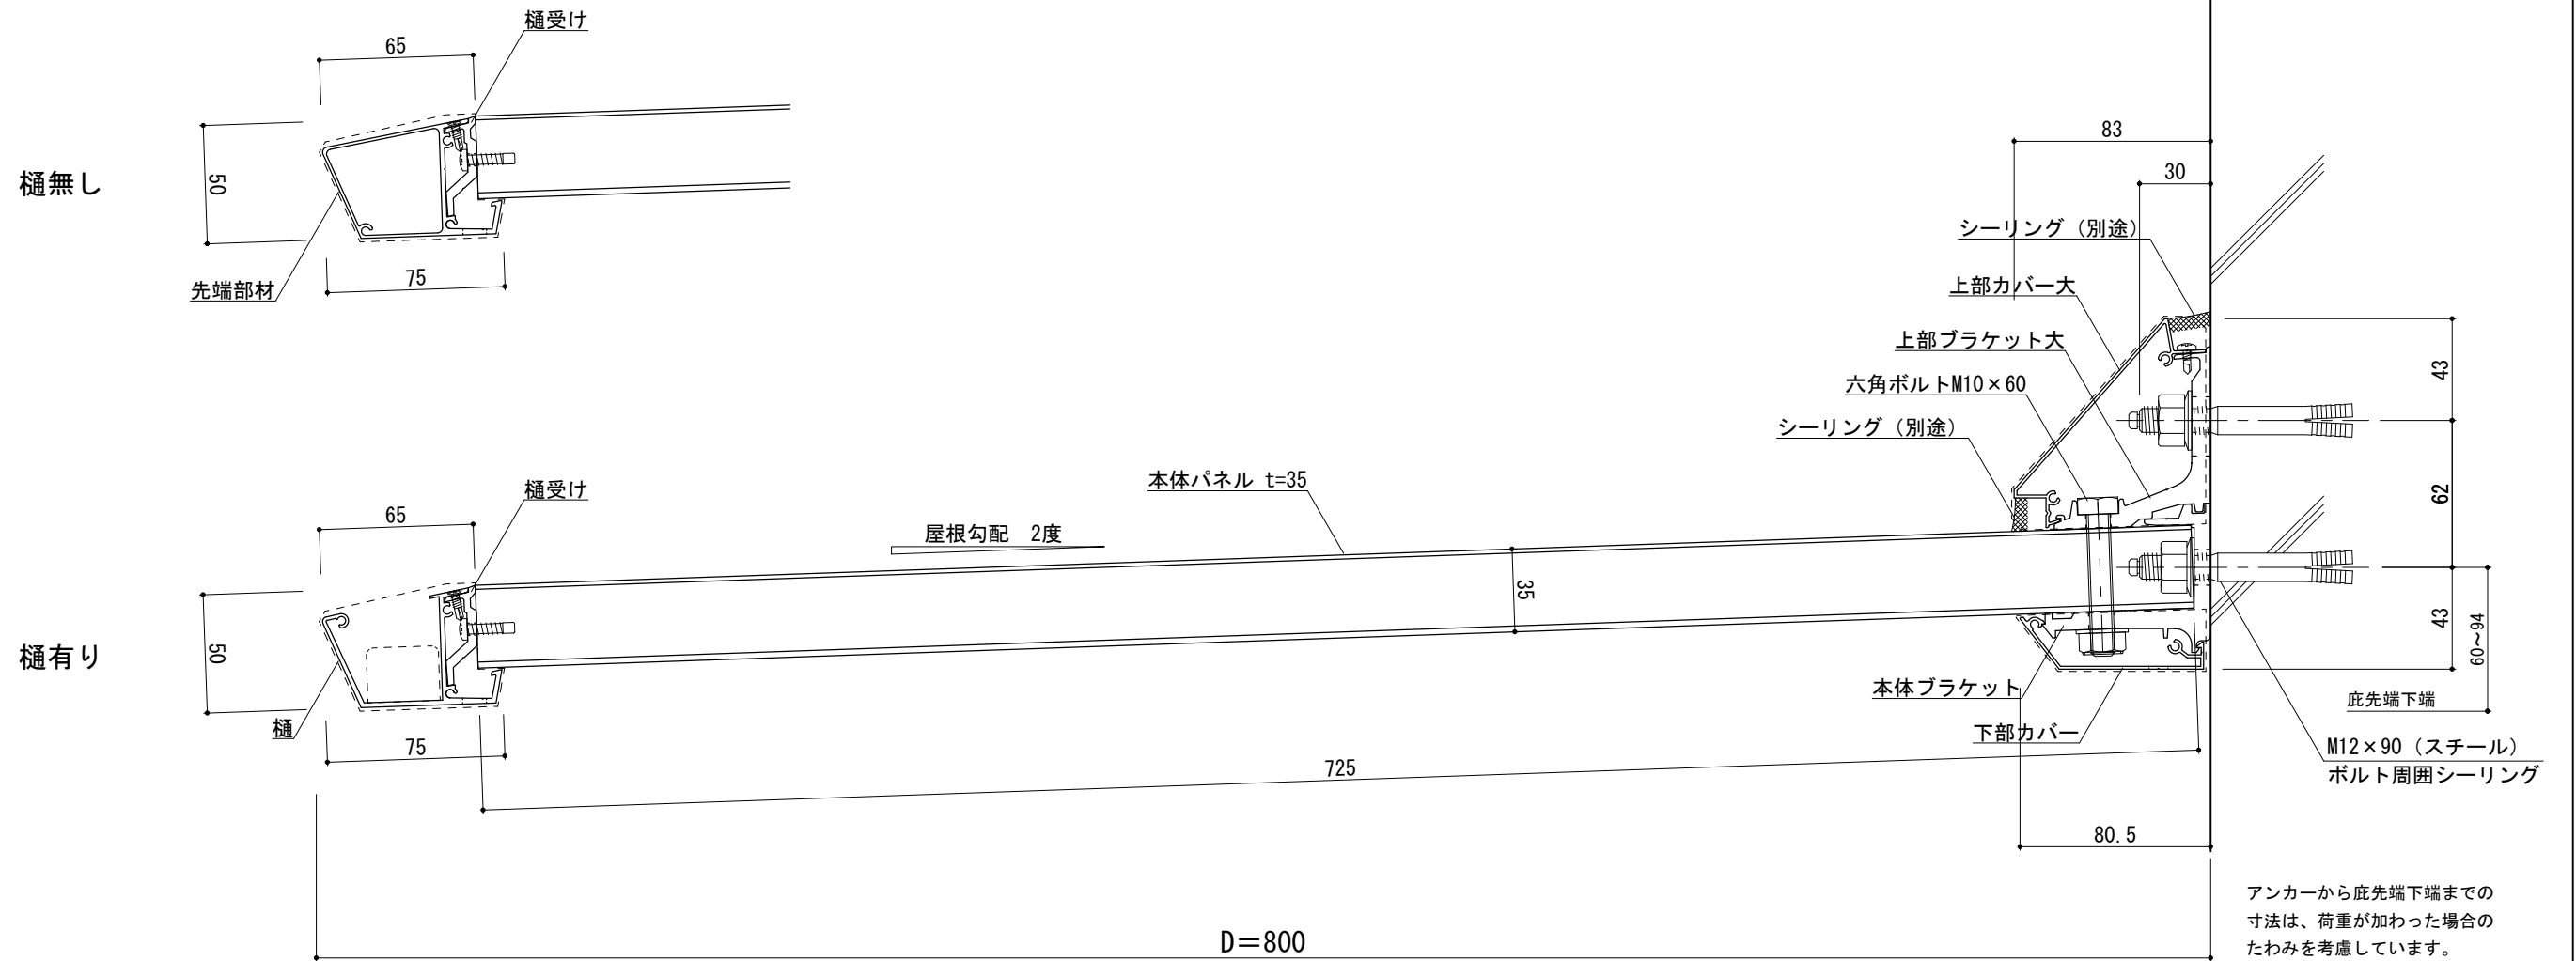 樋受け
65
50
樋無し
先端部材
75
83
30
シーリング（別途）
上部カバー大
上部ブラケット大
六角ボルトM10×60
シーリング（別途）
43
62
43
60~94
本体パネル t=35
屋根勾配 2度
35
樋受け
65
50
樋有り
樋
75
725
本体ブラケット
下部カバー
80.5
庇先端下端
M12×90（スチール）
ボルト周囲シーリング
アンカーから庇先端下端までの
寸法は、荷重が加わった場合の
たわみを考慮しています。
D=800